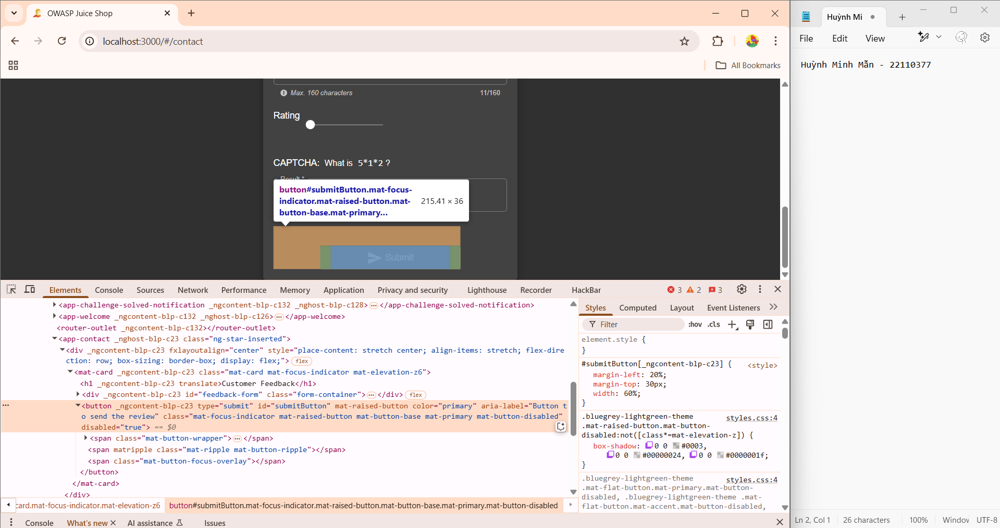 OWASP Juice Shop
localhost:3000/#/contact
All Bookmarks
Max. 160 characters
11/160
Rating
CAPTCHA: What is 5*1*2 ?
Result *
button#submitButton.mat-focus-
indicator.mat-raised-button.mat-
button-base.mat-primary...
215.41 × 36
Submit
Elements Console Sources Network Performance Memory Application Privacy and security Lighthouse Recorder HackBar 3 2 3
<app-challenge-solved-notification _ngcontent-blp-c132 _nghost-blp-c128> </app-challenge-solved-notification>
<app-welcome _ngcontent-blp-c132 _nghost-blp-c126> </app-welcome>
<router-outlet _ngcontent-blp-c132></router-outlet>
<app-contact _nghost-blp-c23 class="ng-star-inserted">
<div _ngcontent-blp-c23 fxlayoutalign="center" style="place-content: stretch center; align-items: stretch; flex-dire
ction: row; box-sizing: border-box; display: flex;"> flex
<mat-card _ngcontent-blp-c23 class="mat-card mat-focus-indicator mat-elevation-z6">
<h1 _ngcontent-blp-c23 translate>Customer Feedback</h1>
<div _ngcontent-blp-c23 id="feedback-form" class="form-container"> </div> flex
<button _ngcontent-blp-c23 type="submit" id="submitButton" mat-raised-button color="primary" aria-label="Button t
o send the review" class="mat-focus-indicator mat-raised-button mat-button-base mat-primary mat-button-disabled"
disabled="true"> == $0
<span class="mat-button-wrapper"> </span>
<span matripple class="mat-ripple mat-button-ripple"></span>
<span class="mat-button-focus-overlay"></span>
</button>
</mat-card>
</div>
card.mat-focus-indicator.mat-elevation-z6 button#submitButton.mat-focus-indicator.mat-raised-button.mat-button-base.mat-primary.mat-button-disabled
Console What's new AI assistance Issues
Styles Computed Layout Event Listeners
Filter :hov .cls
element.style {
}
#submitButton[_ngcontent-blp-c23] { <style>
margin-left: 20%;
margin-top: 30px;
width: 60%;
}
.bluegrey-lightgreen-theme styles.css:4
.mat-raised-button.mat-button-
disabled:not([class*=mat-elevation-z]) {
box-shadow: 0 0 #0003,
0 0 #00000024, 0 0 #0000001f;
}
.bluegrey-lightgreen-theme styles.css:4
.mat-flat-button.mat-primary.mat-button-
disabled, .bluegrey-lightgreen-theme .mat-
flat-button.mat-accent.mat-button-disabled,
Huỳnh Mi
File Edit View
Huỳnh Minh Mẫn - 22110377
Ln 2, Col 1 26 characters 100% Window UTF-8